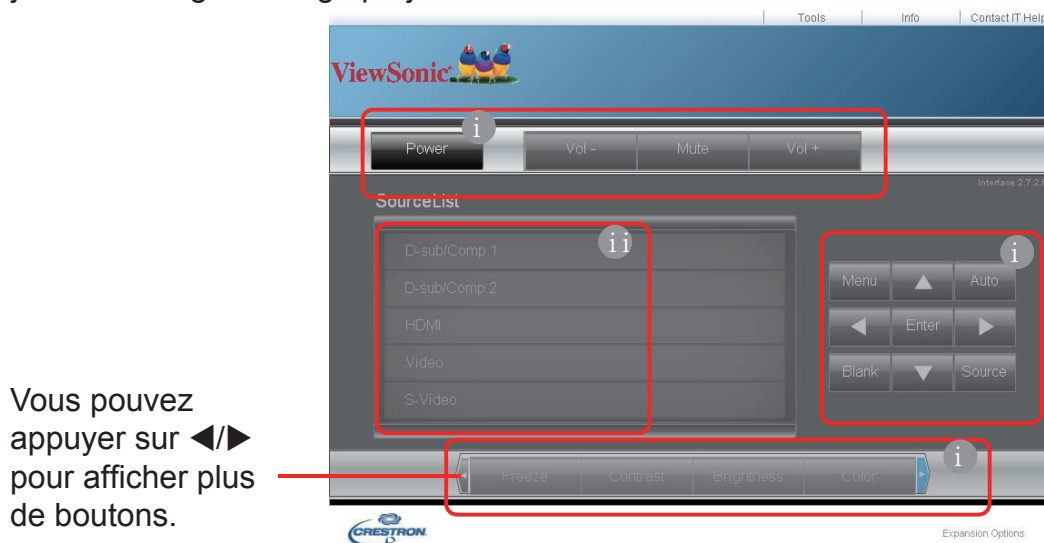 Tools Info Contact IT Help
ViewSonic
i
Power Vol - Mute Vol +
Interface 2.7.2.
SourceList
ii
i
D-sub/Comp.1
D-sub/Comp.2
HDMI
Video
S-Video
Menu Auto
Enter
Blank Source
Vous pouvez
appuyer sur ◀/▶
pour afficher plus
de boutons.
i
Freeze Contrast Brightness Color
CRESTRON
Expansion Options